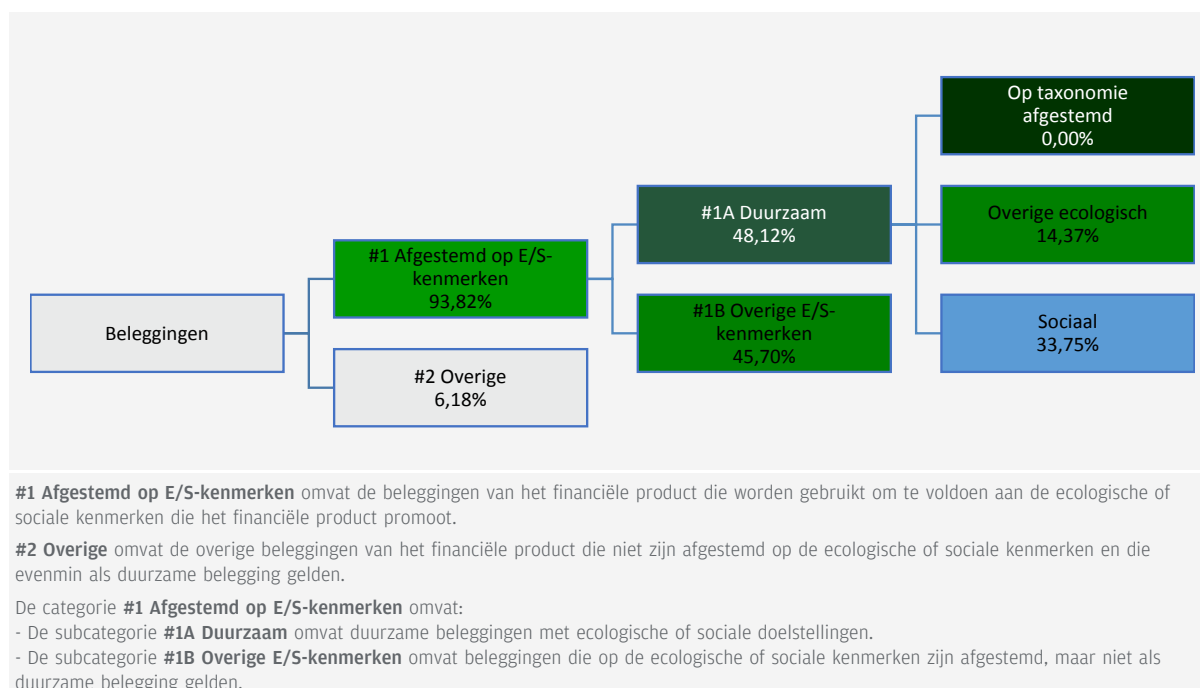 Op taxonomie
afgestemd
0,00%
#1A Duurzaam
48,12%
Overige ecologisch
14,37%
#1 Afgestemd op E/S-
kenmerken
93,82%
Beleggingen
#1B Overige E/S-
kenmerken
45,70%
Sociaal
33,75%
#2 Overige
6,18%
#1 Afgestemd op E/S-kenmerken omvat de beleggingen van het financiële product die worden gebruikt om te voldoen aan de ecologische of
sociale kenmerken die het financiële product promoot.
#2 Overige omvat de overige beleggingen van het financiële product die niet zijn afgestemd op de ecologische of sociale kenmerken en die
evenmin als duurzame belegging gelden.
De categorie #1 Afgestemd op E/S-kenmerken omvat:
- De subcategorie #1A Duurzaam omvat duurzame beleggingen met ecologische of sociale doelstellingen.
- De subcategorie #1B Overige E/S-kenmerken omvat beleggingen die op de ecologische of sociale kenmerken zijn afgestemd, maar niet als
duurzame belegging gelden.